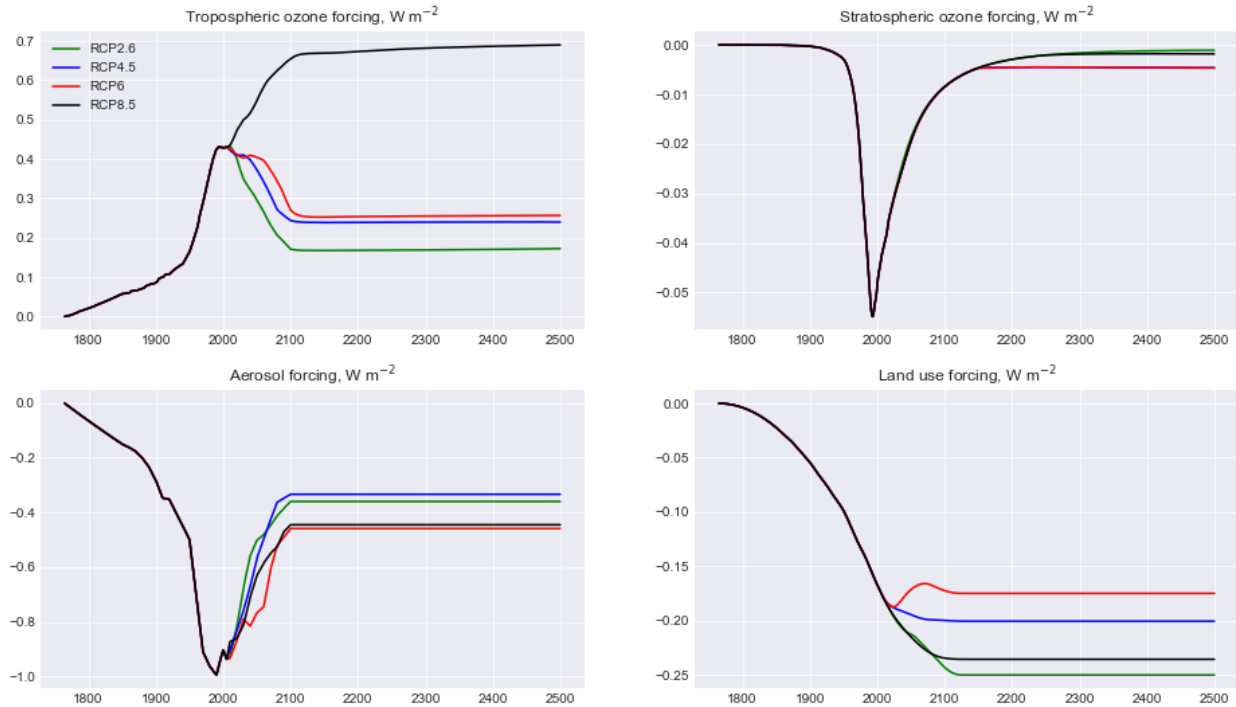 Tropospheric ozone forcing, W m⁻²
0.7
0.6
0.5
0.4
0.3
0.2
0.1
0.0
RCP2.6
RCP4.5
RCP6
RCP8.5
1800 1900 2000 2100 2200 2300 2400 2500
Stratospheric ozone forcing, W m⁻²
0.00
−0.01
−0.02
−0.03
−0.04
−0.05
1800 1900 2000 2100 2200 2300 2400 2500
Aerosol forcing, W m⁻²
0.0
−0.2
−0.4
−0.6
−0.8
−1.0
1800 1900 2000 2100 2200 2300 2400 2500
Land use forcing, W m⁻²
0.00
−0.05
−0.10
−0.15
−0.20
−0.25
1800 1900 2000 2100 2200 2300 2400 2500